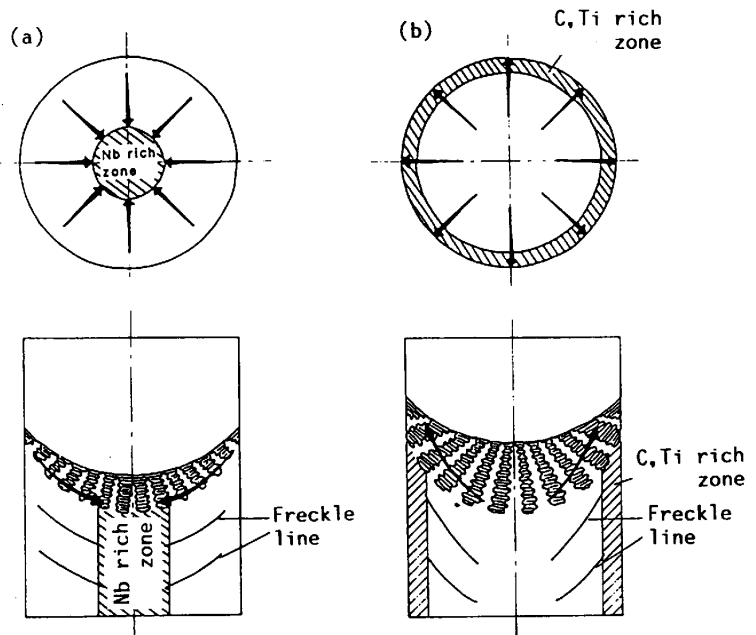 (a)
Nb rich
zone
(b)
C,Ti rich
zone
Nb rich
zone
Freckle
line
C,Ti rich
zone
Freckle
line